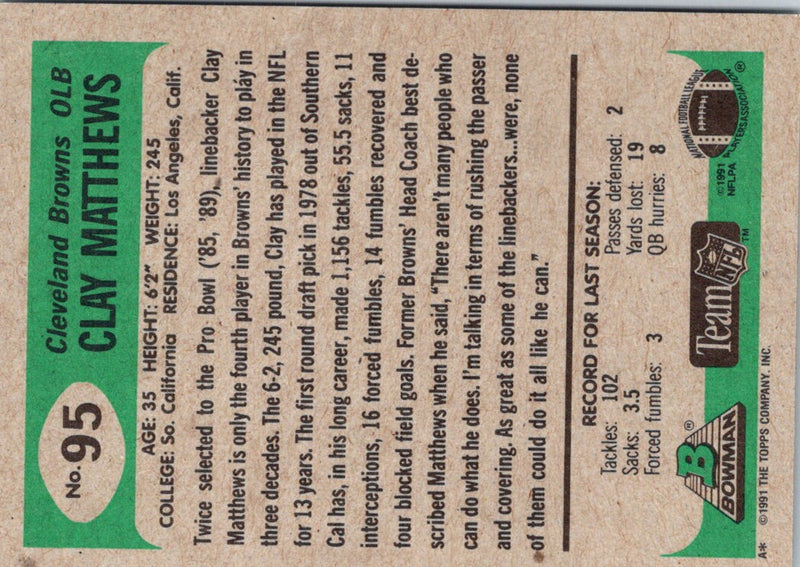 No. 95
Cleveland Browns OLB
CLAY MATTHEWS
AGE: 35 HEIGHT: 6'2" WEIGHT: 245
COLLEGE: So. California RESIDENCE: Los Angeles, Calif.
Twice selected to the Pro Bowl ('85, '89), linebacker Clay
Matthews is only the fourth player in Browns' history to play in
three decades. The 6-2, 245 pound, Clay has played in the NFL
for 13 years. The first round draft pick in 1978 out of Southern
Cal has, in his long career, made 1,156 tackles, 55.5 sacks, 11
interceptions, 16 forced fumbles, 14 fumbles recovered and
four blocked field goals. Former Browns' Head Coach best de-
scribed Matthews when he said, "There aren't many people who
can do what he does. I'm talking in terms of rushing the passer
and covering. As great as some of the linebackers...were, none
of them could do it all like he can."
RECORD FOR LAST SEASON:
Tackles: 102 Passes defensed: 2
Sacks: 3.5 Yards lost: 19
Forced fumbles: 3 QB hurries: 8
B®
BOWMAN
Team NFL™
NATIONAL FOOTBALL LEAGUE
PLAYERS ASSOCIATION®
©1991
NFLPA
A* ©1991 THE TOPPS COMPANY, INC.